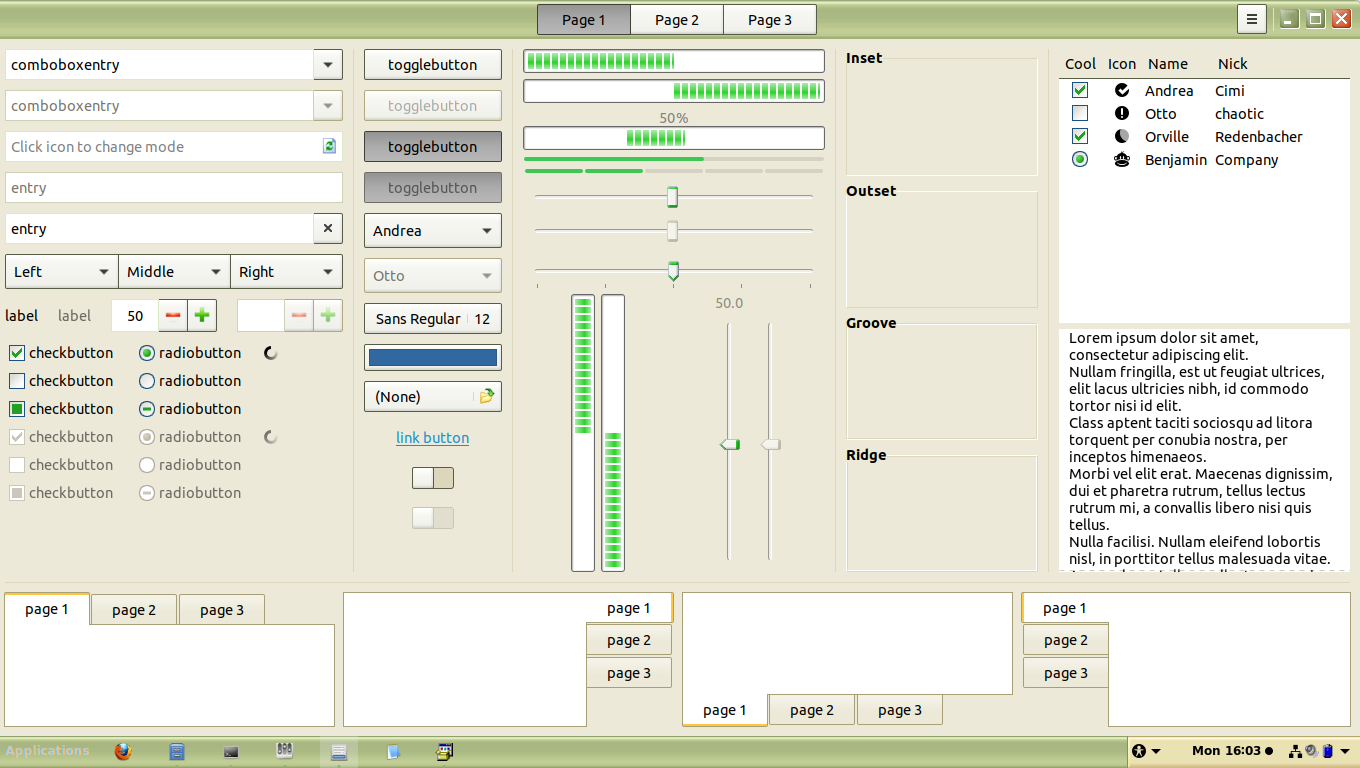 Page 1 Page 2 Page 3
comboboxentry
comboboxentry
Click icon to change mode
entry
entry
Left Middle Right
label label 50
checkbutton radiobutton
checkbutton radiobutton
checkbutton radiobutton
checkbutton radiobutton
checkbutton radiobutton
checkbutton radiobutton
togglebutton
togglebutton
togglebutton
togglebutton
Andrea
Otto
Sans Regular 12
(None)
link button
50%
50.0
Inset
Outset
Groove
Ridge
Cool Icon Name Nick
Andrea Cimi
Otto chaotic
Orville Redenbacher
Benjamin Company
Lorem ipsum dolor sit amet,
consectetur adipiscing elit.
Nullam fringilla, est ut feugiat ultrices,
elit lacus ultricies nibh, id commodo
tortor nisi id elit.
Class aptent taciti sociosqu ad litora
torquent per conubia nostra, per
inceptos himenaeos.
Morbi vel elit erat. Maecenas dignissim,
dui et pharetra rutrum, tellus lectus
rutrum mi, a convallis libero nisi quis
tellus.
Nulla facilisi. Nullam eleifend lobortis
nisl, in porttitor tellus malesuada vitae.
page 1 page 2 page 3
page 1
page 2
page 3
page 1 page 2 page 3
page 1
page 2
page 3
Applications
Mon 16:03